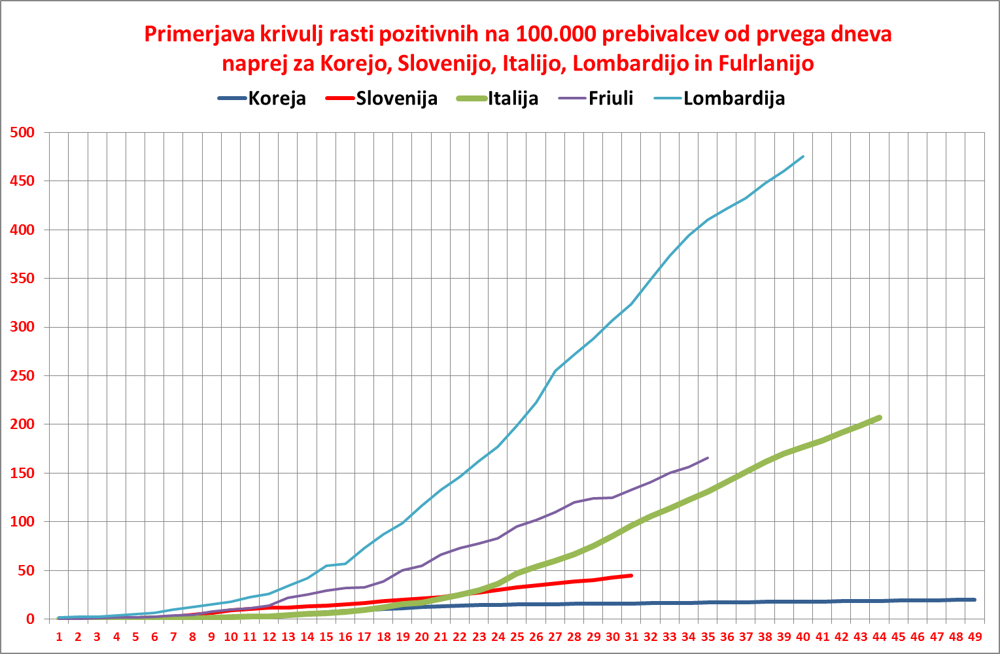 Primerjava krivulj rasti pozitivnih na 100.000 prebivalcev od prvega dneva
naprej za Korejo, Slovenijo, Italijo, Lombardijo in Fulrlanijo
Koreja Slovenija Italija Friuli Lombardija
500
450
400
350
300
250
200
150
100
50
0
1 2 3 4 5 6 7 8 9 10 11 12 13 14 15 16 17 18 19 20 21 22 23 24 25 26 27 28 29 30 31 32 33 34 35 36 37 38 39 40 41 42 43 44 45 46 47 48 49